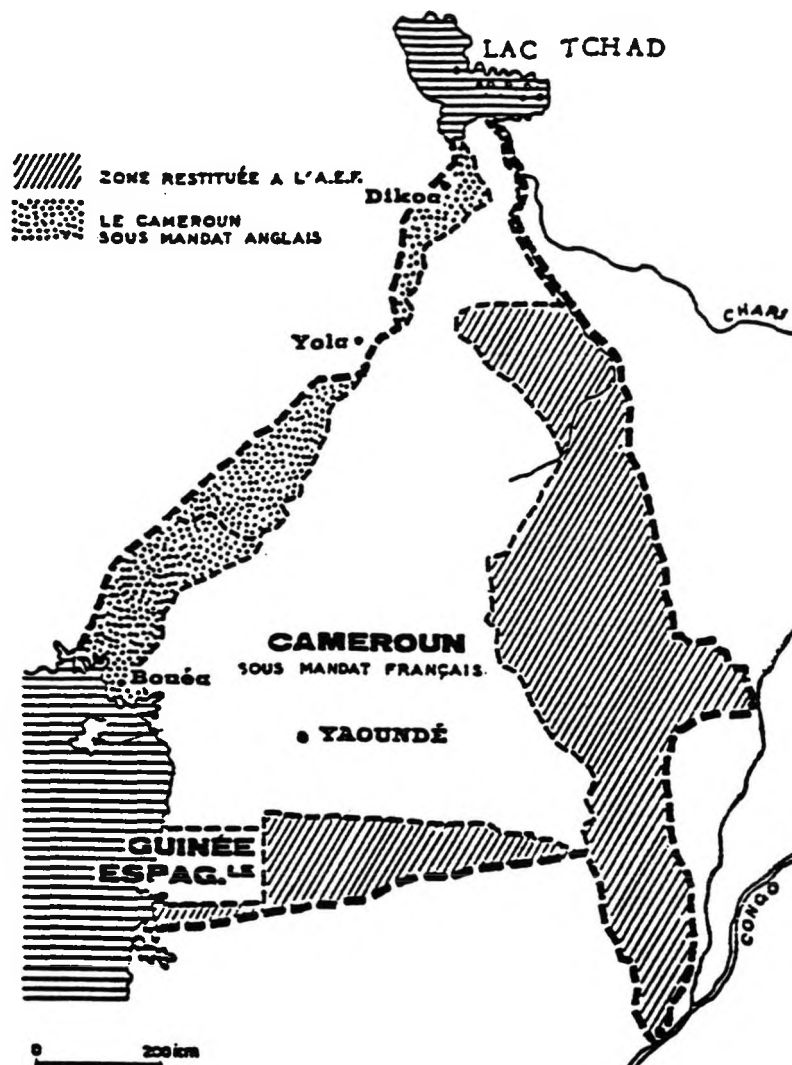 LAC TCHAD
ZONE RESTITUÉE A L'A.E.F.
LE CAMEROUN
SOUS MANDAT ANGLAIS
Dikoa
CHARI
Yola
CAMEROUN
SOUS MANDAT FRANÇAIS
Bouéa
YAOUNDÉ
GUINÉE
ESPAG.LE
CONGO
0 200 km